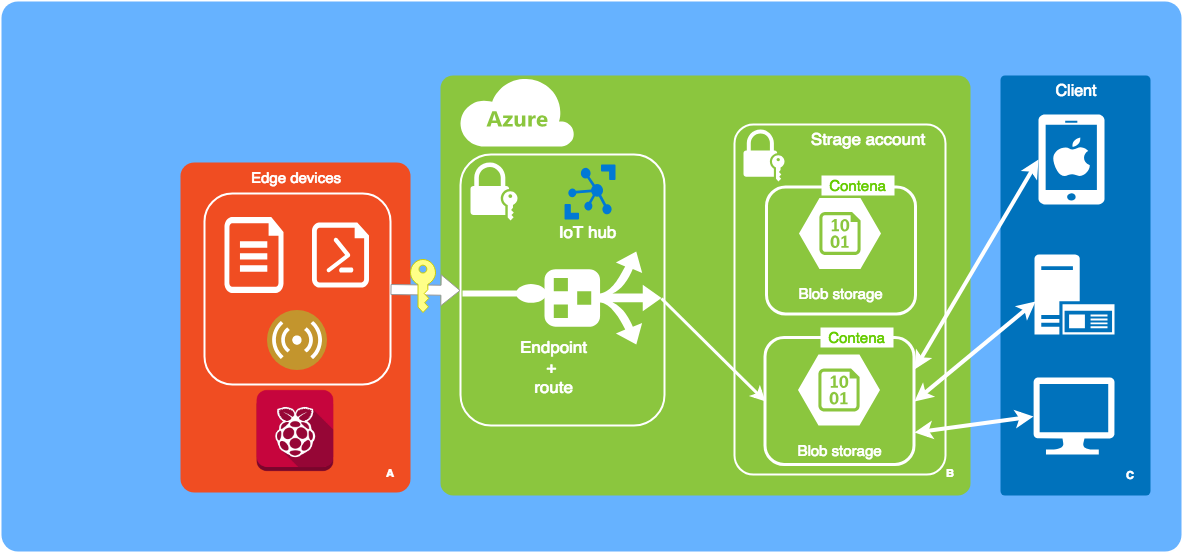 Edge devices
A
Azure
IoT hub
Endpoint
+
route
Strage account
Contena
10
01
Blob storage
Contena
10
01
Blob storage
B
Client
C